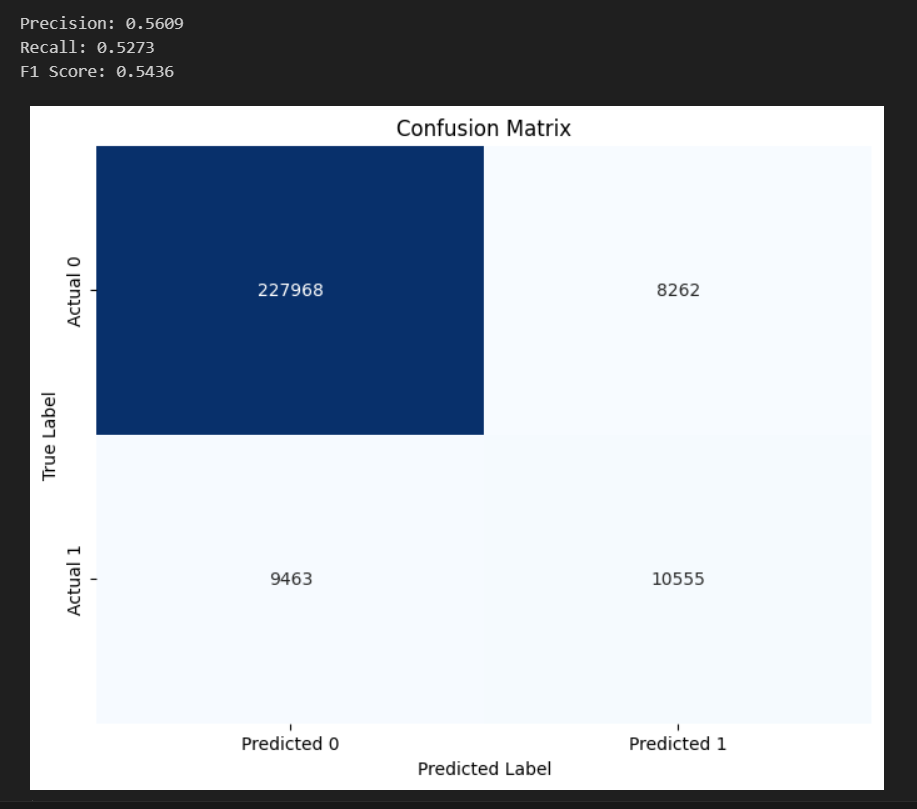 Precision: 0.5609
Recall: 0.5273
F1 Score: 0.5436
Confusion Matrix
True Label
Actual 0
227968
8262
Actual 1
9463
10555
Predicted 0
Predicted 1
Predicted Label